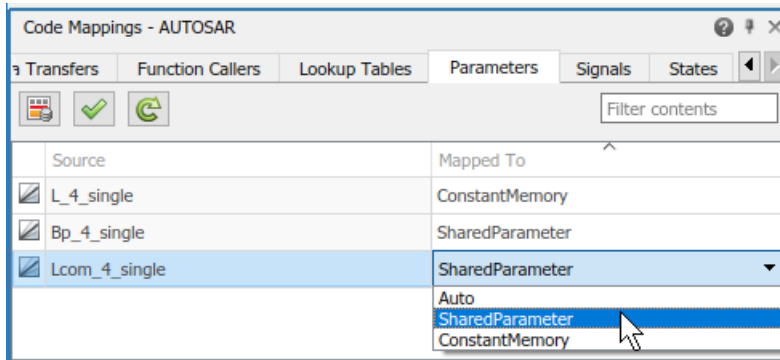 Code Mappings - AUTOSAR
Transfers Function Callers Lookup Tables Parameters Signals States
Filter contents
Source Mapped To
L_4_single ConstantMemory
Bp_4_single SharedParameter
Lcom_4_single SharedParameter
Auto
SharedParameter
ConstantMemory